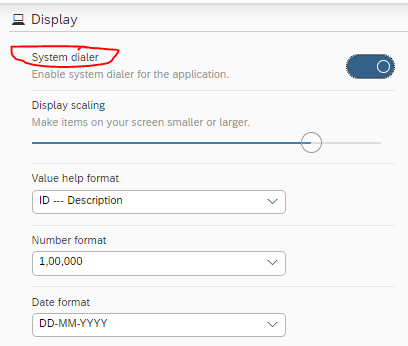 Display
System dialer
Enable system dialer for the application.
Display scaling
Make items on your screen smaller or larger.
Value help format
ID --- Description
Number format
1,00,000
Date format
DD-MM-YYYY